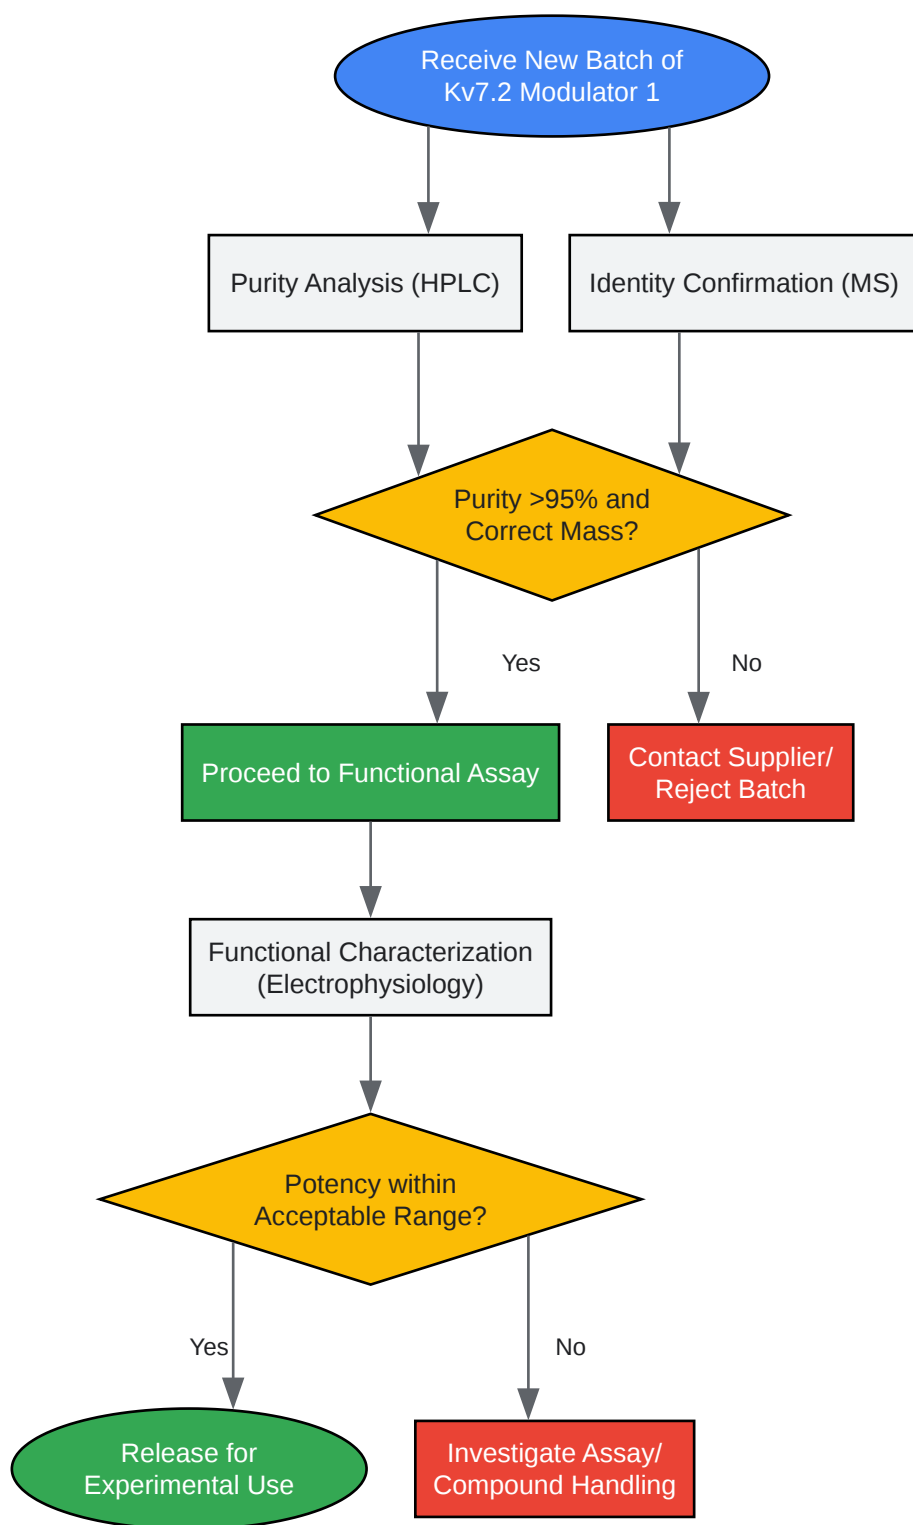 Receive New Batch of
Kv7.2 Modulator 1
Purity Analysis (HPLC)
Identity Confirmation (MS)
Purity >95% and
Correct Mass?
Yes
No
Proceed to Functional Assay
Contact Supplier/
Reject Batch
Functional Characterization
(Electrophysiology)
Potency within
Acceptable Range?
Yes
No
Release for
Experimental Use
Investigate Assay/
Compound Handling